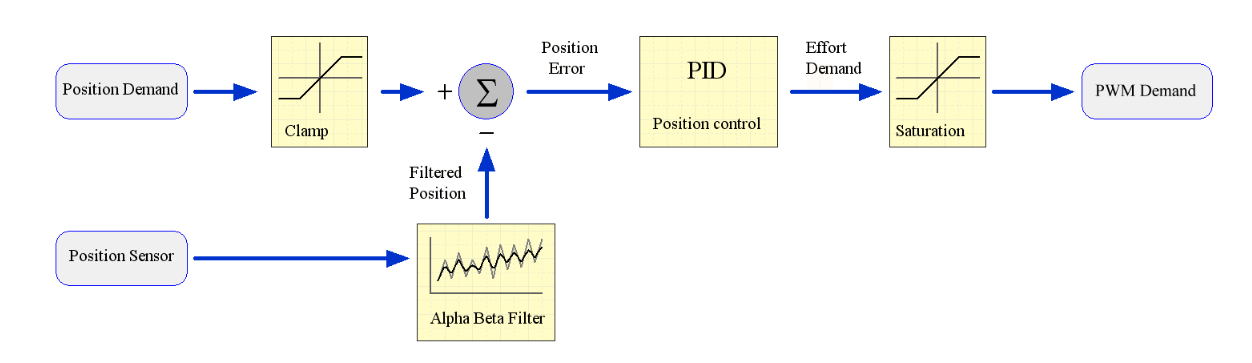 Position Demand
Clamp
+
Σ
−
Position
Error
PID
Position control
Effort
Demand
Saturation
PWM Demand
Filtered
Position
Position Sensor
Alpha Beta Filter